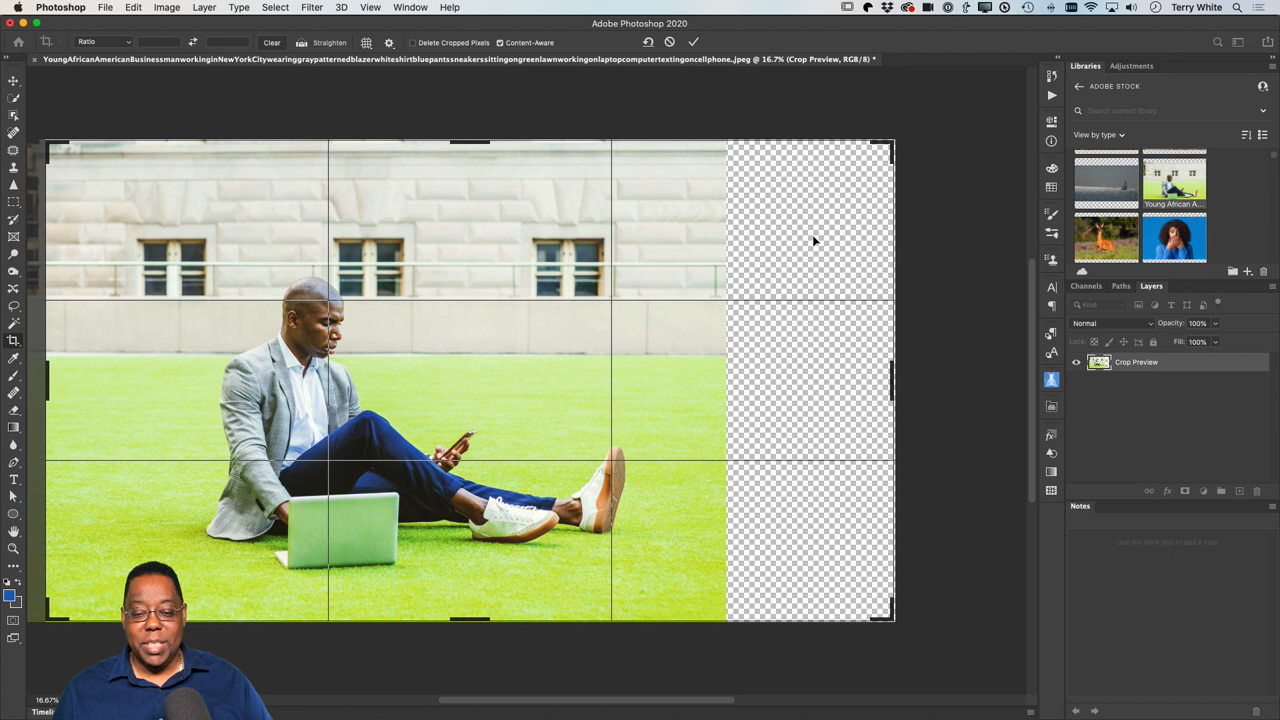 Photoshop File Edit Image Layer Type Select Filter 3D View Window Help Terry White
Adobe Photoshop 2020
Ratio Clear Straighten Delete Cropped Pixels Content-Aware
YoungAfricanAmericanBusinessmanworkinginNewYorkCitywearinggraypatternedblazerwhiteshirtbluepantssneakerssittingongreenlawnworkingonlaptopcomputertextingoncellphone..jpeg @ 16.7% (Crop Preview, RGB/8) *
Libraries Adjustments
ADOBE STOCK
Search current library
View by type
Young African A...
Channels Paths Layers
Kind
Normal Opacity: 100%
Lock: Fill: 100%
Crop Preview
Notes
Use the note tool to add a note
16.67%
Timeli